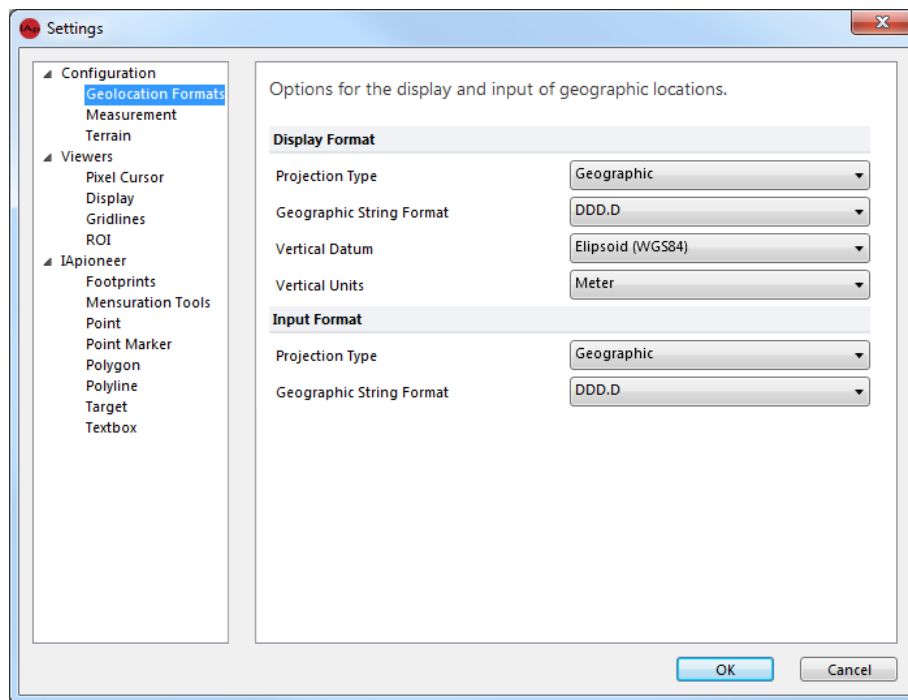 IAp Settings
Configuration
Geolocation Formats
Measurement
Terrain
Viewers
Pixel Cursor
Display
Gridlines
ROI
IApioneer
Footprints
Mensuration Tools
Point
Point Marker
Polygon
Polyline
Target
Textbox
Options for the display and input of geographic locations.
Display Format
Projection Type Geographic
Geographic String Format DDD.D
Vertical Datum Elipsoid (WGS84)
Vertical Units Meter
Input Format
Projection Type Geographic
Geographic String Format DDD.D
OK Cancel